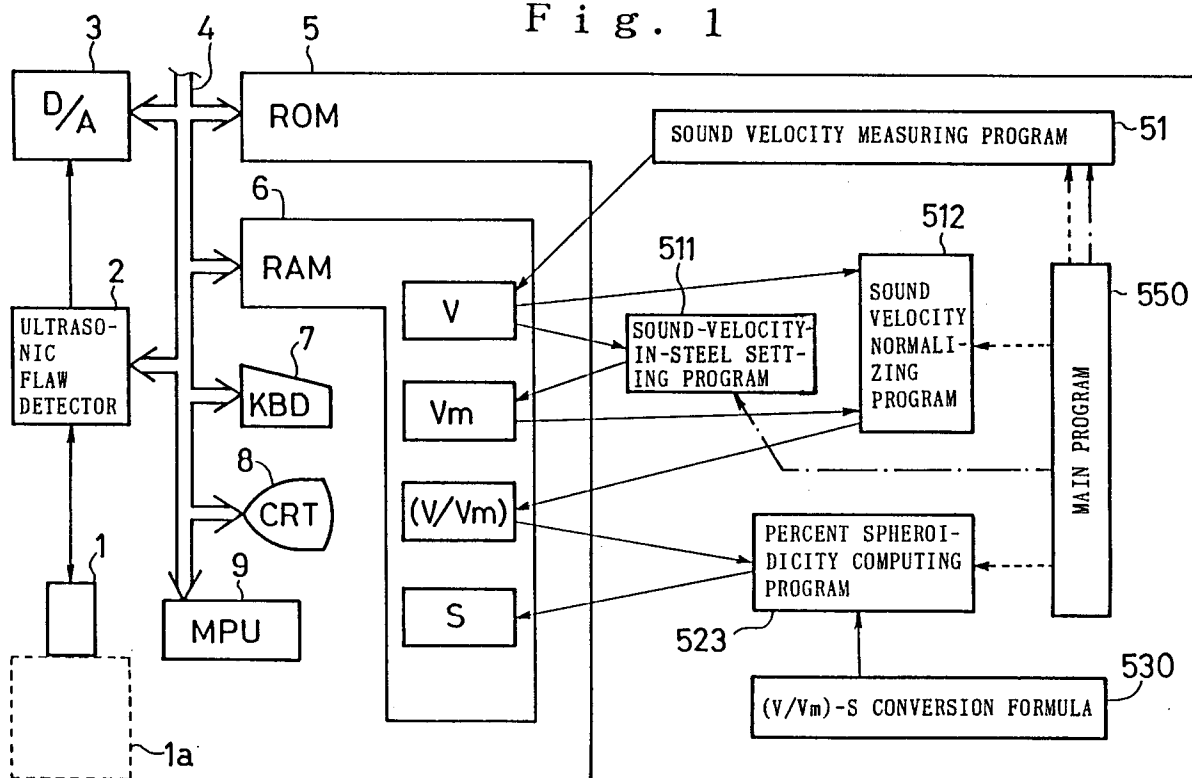 Fig. 1
3
4
5
D/A
ROM
SOUND VELOCITY MEASURING PROGRAM
51
6
RAM
511
512
2
V
SOUND
VELOCITY
NORMALI-
ZING
PROGRAM
550
ULTRASO-
NIC
FLAW
DETECTOR
7
KBD
SOUND-VELOCITY-
IN-STEEL SETT-
ING PROGRAM
Vm
MAIN PROGRAM
8
CRT
(V/Vm)
PERCENT SPHEROI-
DICITY COMPUTING
PROGRAM
1
9
MPU
S
523
530
(V/Vm)-S CONVERSION FORMULA
1a